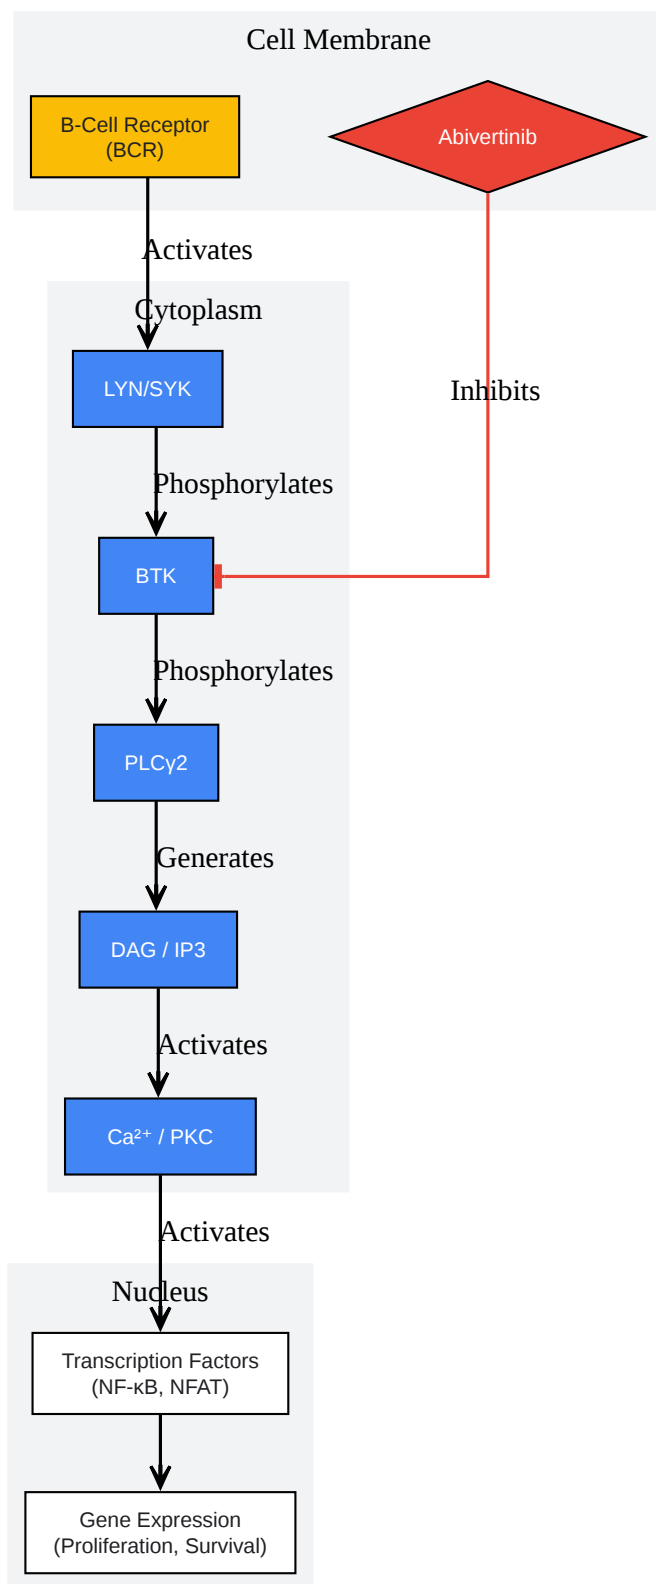 Cell Membrane
B-Cell Receptor
(BCR)
Abivertinib
Activates
Cytoplasm
LYN/SYK
Inhibits
Phosphorylates
BTK
Phosphorylates
PLCγ2
Generates
DAG / IP3
Activates
Ca²⁺ / PKC
Activates
Nucleus
Transcription Factors
(NF-κB, NFAT)
Gene Expression
(Proliferation, Survival)